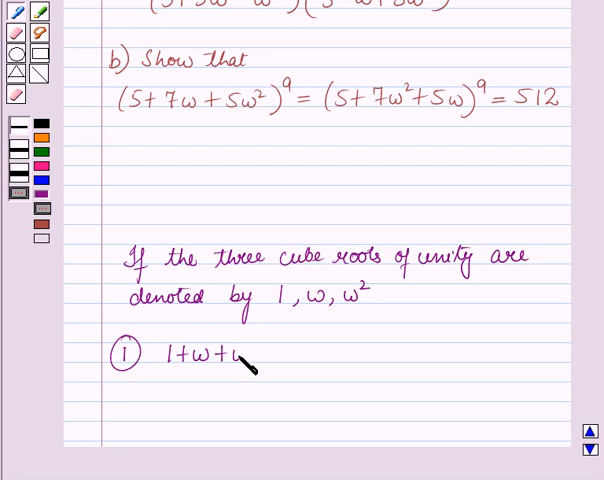 b) Show that
(5+7ω+5ω²)⁹ = (5+7ω²+5ω)⁹ = 512
If the three cube roots of unity are
denoted by 1, ω, ω²
① 1+ω+